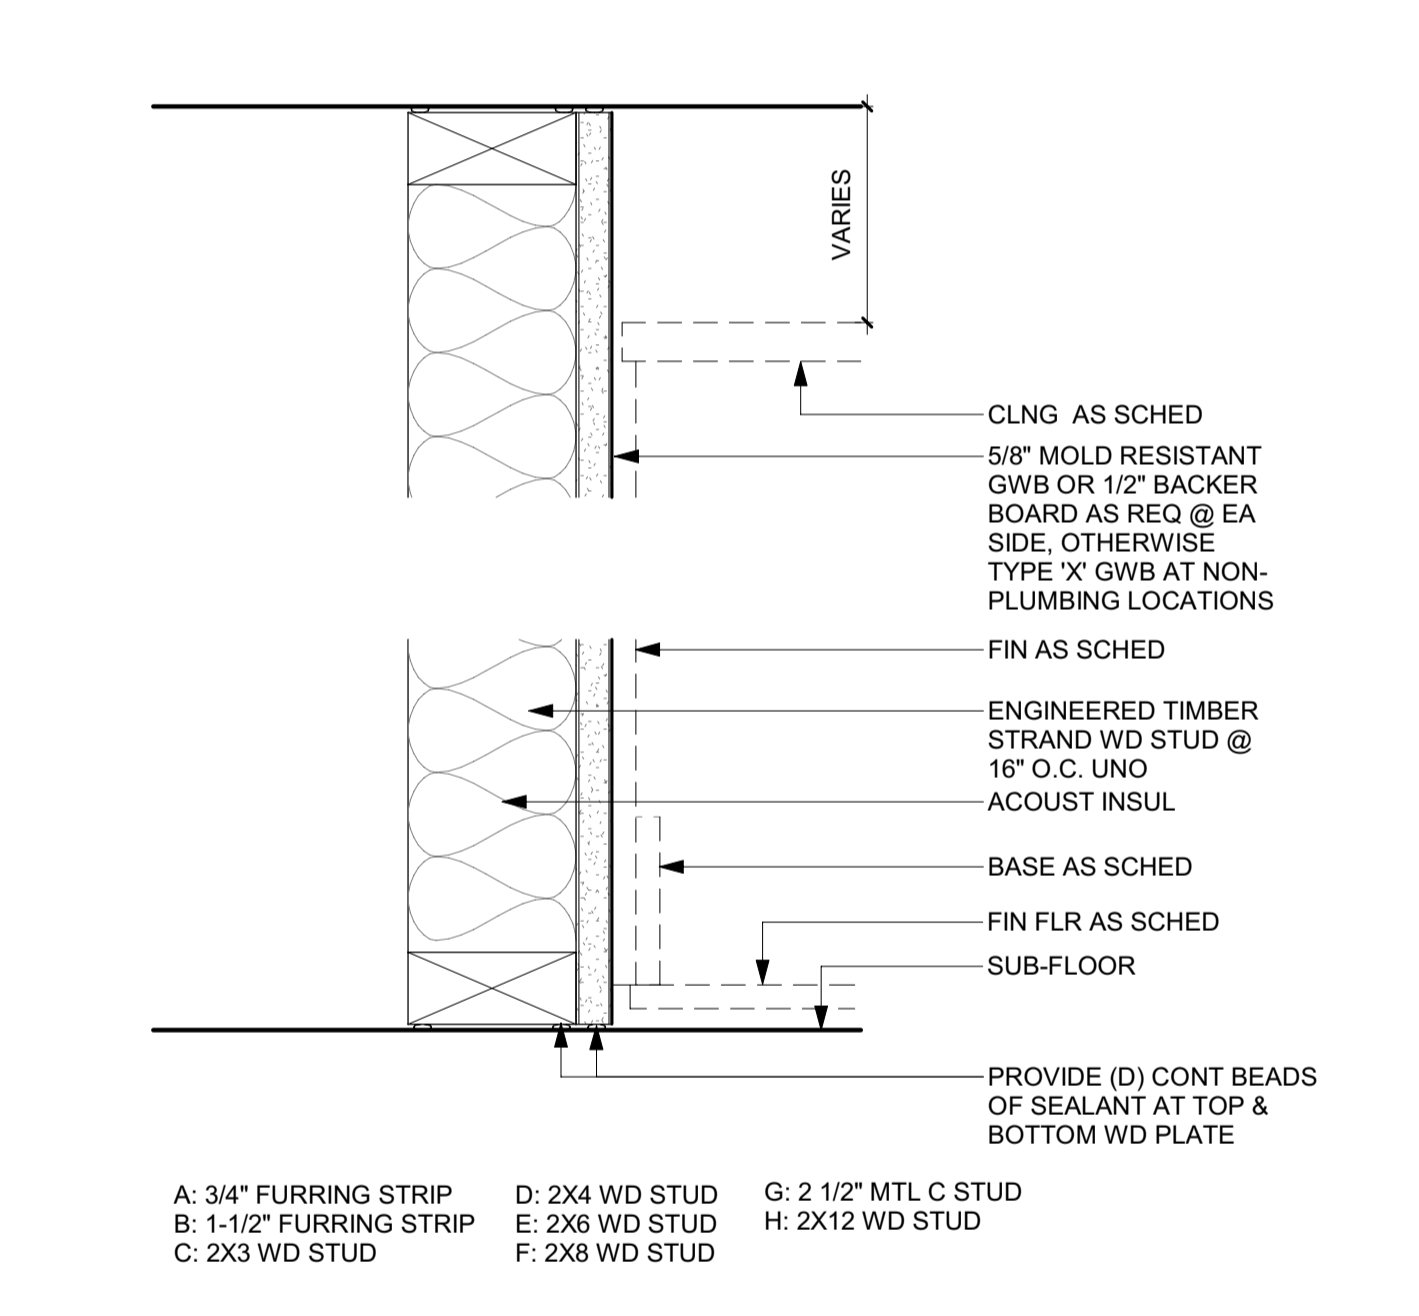 VARIES
CLNG  AS SCHED
5/8" MOLD RESISTANT
GWB OR 1/2" BACKER
BOARD AS REQ @ EA
SIDE, OTHERWISE
TYPE 'X' GWB AT NON-
PLUMBING LOCATIONS
FIN AS SCHED
ENGINEERED TIMBER
STRAND WD STUD @
16" O.C. UNO
ACOUST INSUL
BASE AS SCHED
FIN FLR AS SCHED
SUB-FLOOR
PROVIDE (D) CONT BEADS
OF SEALANT AT TOP &
BOTTOM WD PLATE
A: 3/4" FURRING STRIP
B: 1-1/2" FURRING STRIP
C: 2X3 WD STUD
D: 2X4 WD STUD
E: 2X6 WD STUD
F: 2X8 WD STUD
G: 2 1/2" MTL C STUD
H: 2X12 WD STUD